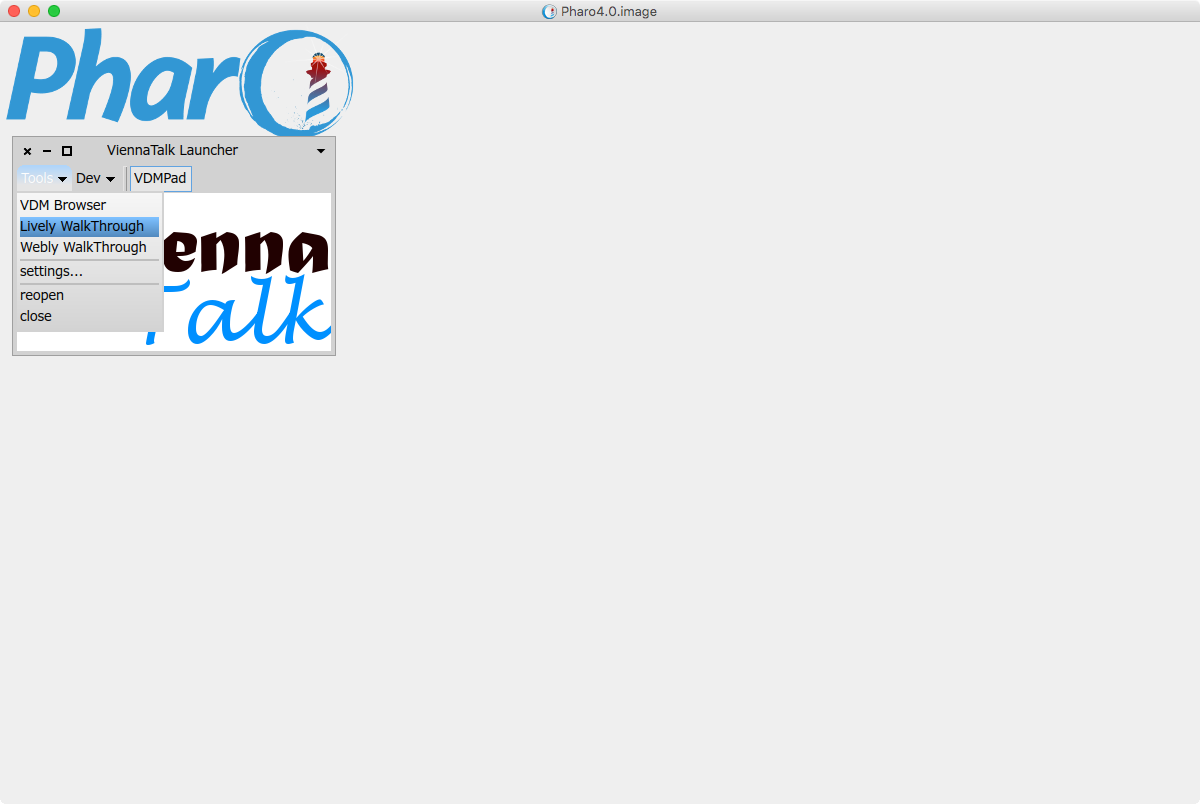 Pharo4.0.image
Pharo
ViennaTalk Launcher
Tools Dev VDMPad
VDM Browser
Lively WalkThrough
Webly WalkThrough
settings...
reopen
close
enna
Talk